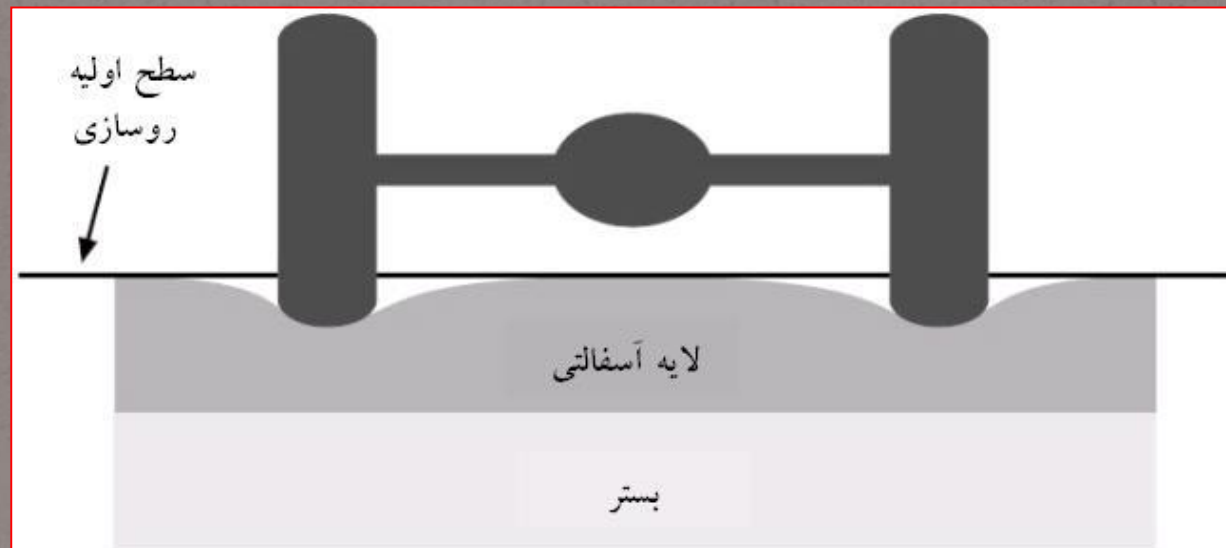 سطح اولیه
روسازی
لایه آسفالتی
بستر